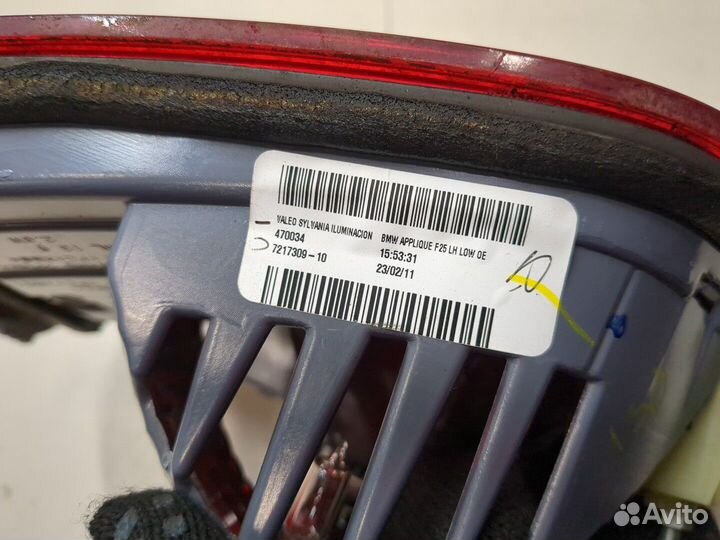 VALEO SYLVANIA ILUMINACION BMW APPLIQUE F25 LH LOW OE
470034 15:53:31
7217309-10 23/02/11
Avito